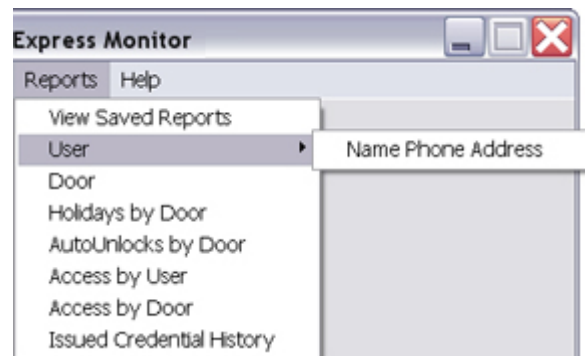 Express Monitor
Reports Help
View Saved Reports
User
Name Phone Address
Door
Holidays by Door
AutoUnlocks by Door
Access by User
Access by Door
Issued Credential History